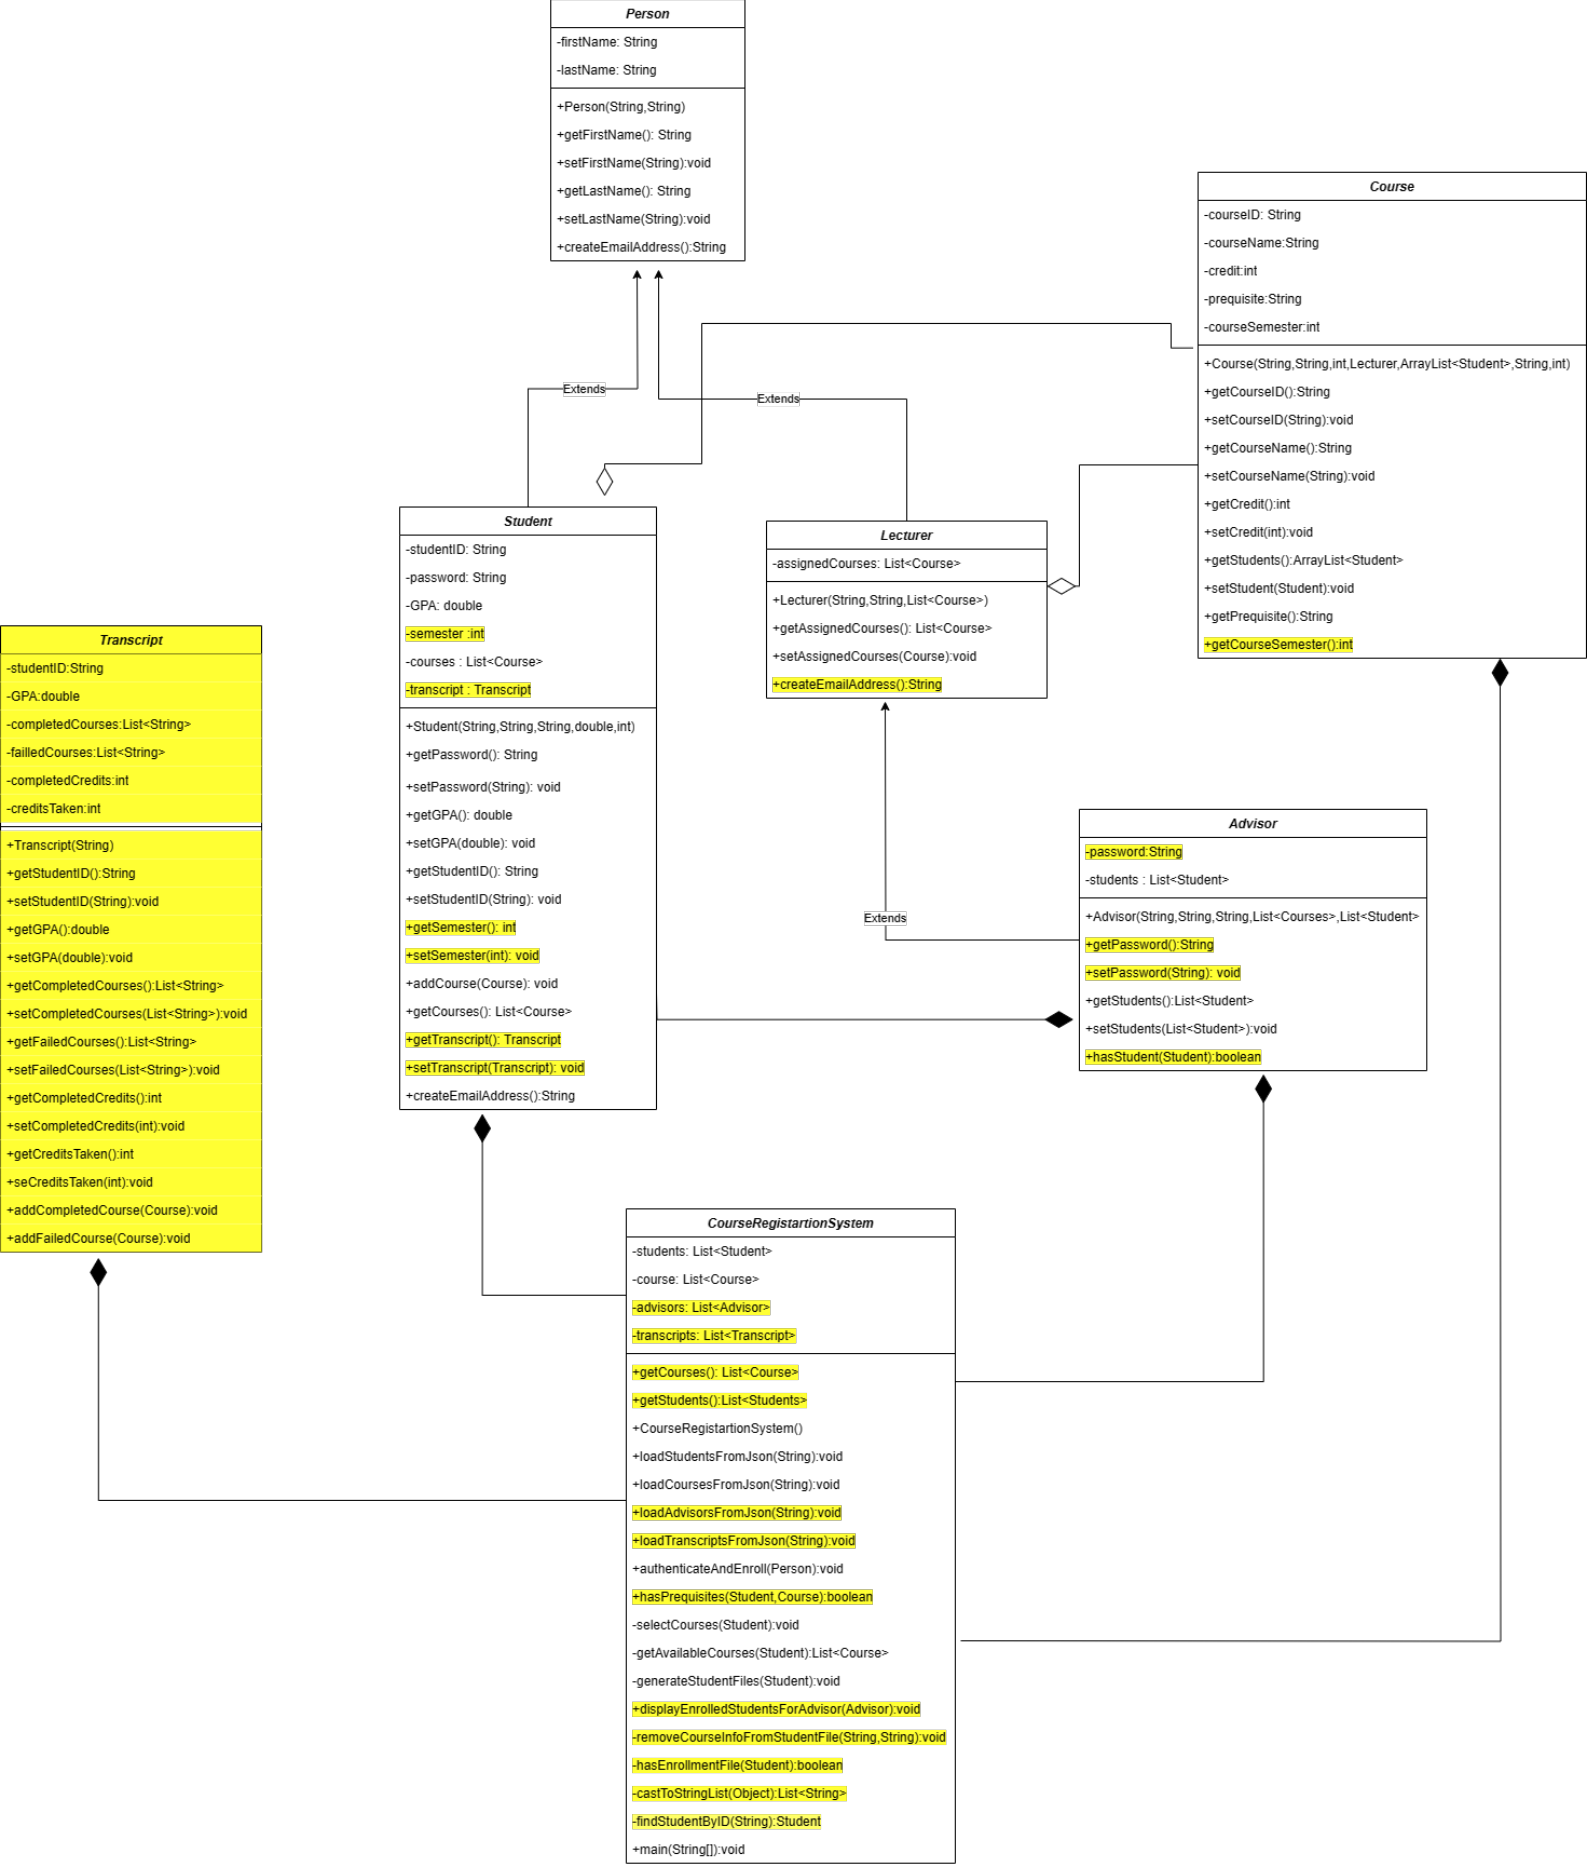 Person
-firstName: String
-lastName: String
+Person(String,String)
+getFirstName(): String
+setFirstName(String):void
+getLastName(): String
+setLastName(String):void
+createEmailAddress():String
Course
-courseID: String
-courseName:String
-credit:int
-prequisite:String
-courseSemester:int
+Course(String,String,int,Lecturer,ArrayList<Student>,String,int)
+getCourseID():String
+setCourseID(String):void
+getCourseName():String
+setCourseName(String):void
+getCredit():int
+setCredit(int):void
+getStudents():ArrayList<Student>
+setStudent(Student):void
+getPrequisite():String
+getCourseSemester():int
Extends
Extends
Student
-studentID: String
-password: String
-GPA: double
-semester :int
-courses : List<Course>
-transcript : Transcript
+Student(String,String,String,double,int)
+getPassword(): String
+setPassword(String): void
+getGPA(): double
+setGPA(double): void
+getStudentID(): String
+setStudentID(String): void
+getSemester(): int
+setSemester(int): void
+addCourse(Course): void
+getCourses(): List<Course>
+getTranscript(): Transcript
+setTranscript(Transcript): void
+createEmailAddress():String
Lecturer
-assignedCourses: List<Course>
+Lecturer(String,String,List<Course>)
+getAssignedCourses(): List<Course>
+setAssignedCourses(Course):void
+createEmailAddress():String
Transcript
-studentID:String
-GPA:double
-completedCourses:List<String>
-failledCourses:List<String>
-completedCredits:int
-creditsTaken:int
+Transcript(String)
+getStudentID():String
+setStudentID(String):void
+getGPA():double
+setGPA(double):void
+getCompletedCourses():List<String>
+setCompletedCourses(List<String>):void
+getFailedCourses():List<String>
+setFailedCourses(List<String>):void
+getCompletedCredits():int
+setCompletedCredits(int):void
+getCreditsTaken():int
+seCreditsTaken(int):void
+addCompletedCourse(Course):void
+addFailedCourse(Course):void
Advisor
-password:String
-students : List<Student>
+Advisor(String,String,String,List<Courses>,List<Student>
+getPassword():String
+setPassword(String): void
+getStudents():List<Student>
+setStudents(List<Student>):void
+hasStudent(Student):boolean
Extends
CourseRegistartionSystem
-students: List<Student>
-course: List<Course>
-advisors: List<Advisor>
-transcripts: List<Transcript>
+getCourses(): List<Course>
+getStudents():List<Students>
+CourseRegistartionSystem()
+loadStudentsFromJson(String):void
+loadCoursesFromJson(String):void
+loadAdvisorsFromJson(String):void
+loadTranscriptsFromJson(String):void
+authenticateAndEnroll(Person):void
+hasPrequisites(Student,Course):boolean
-selectCourses(Student):void
-getAvailableCourses(Student):List<Course>
-generateStudentFiles(Student):void
+displayEnrolledStudentsForAdvisor(Advisor):void
-removeCourseInfoFromStudentFile(String,String):void
-hasEnrollmentFile(Student):boolean
-castToStringList(Object):List<String>
-findStudentByID(String):Student
+main(String[]):void